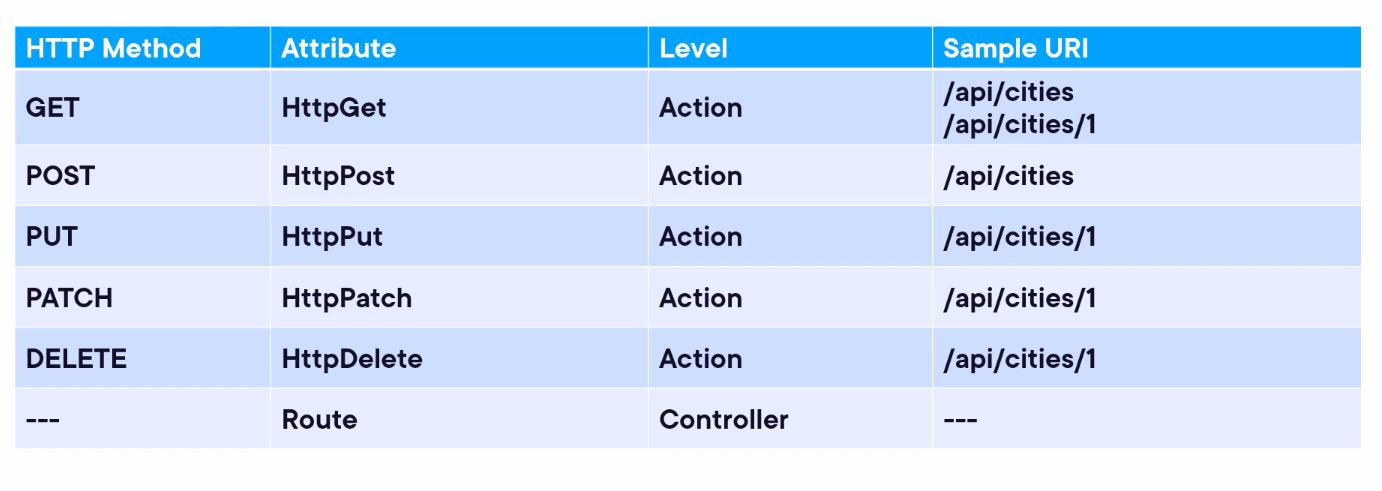 HTTP Method Attribute Level Sample URI
GET HttpGet Action /api/cities
/api/cities/1
POST HttpPost Action /api/cities
PUT HttpPut Action /api/cities/1
PATCH HttpPatch Action /api/cities/1
DELETE HttpDelete Action /api/cities/1
--- Route Controller ---